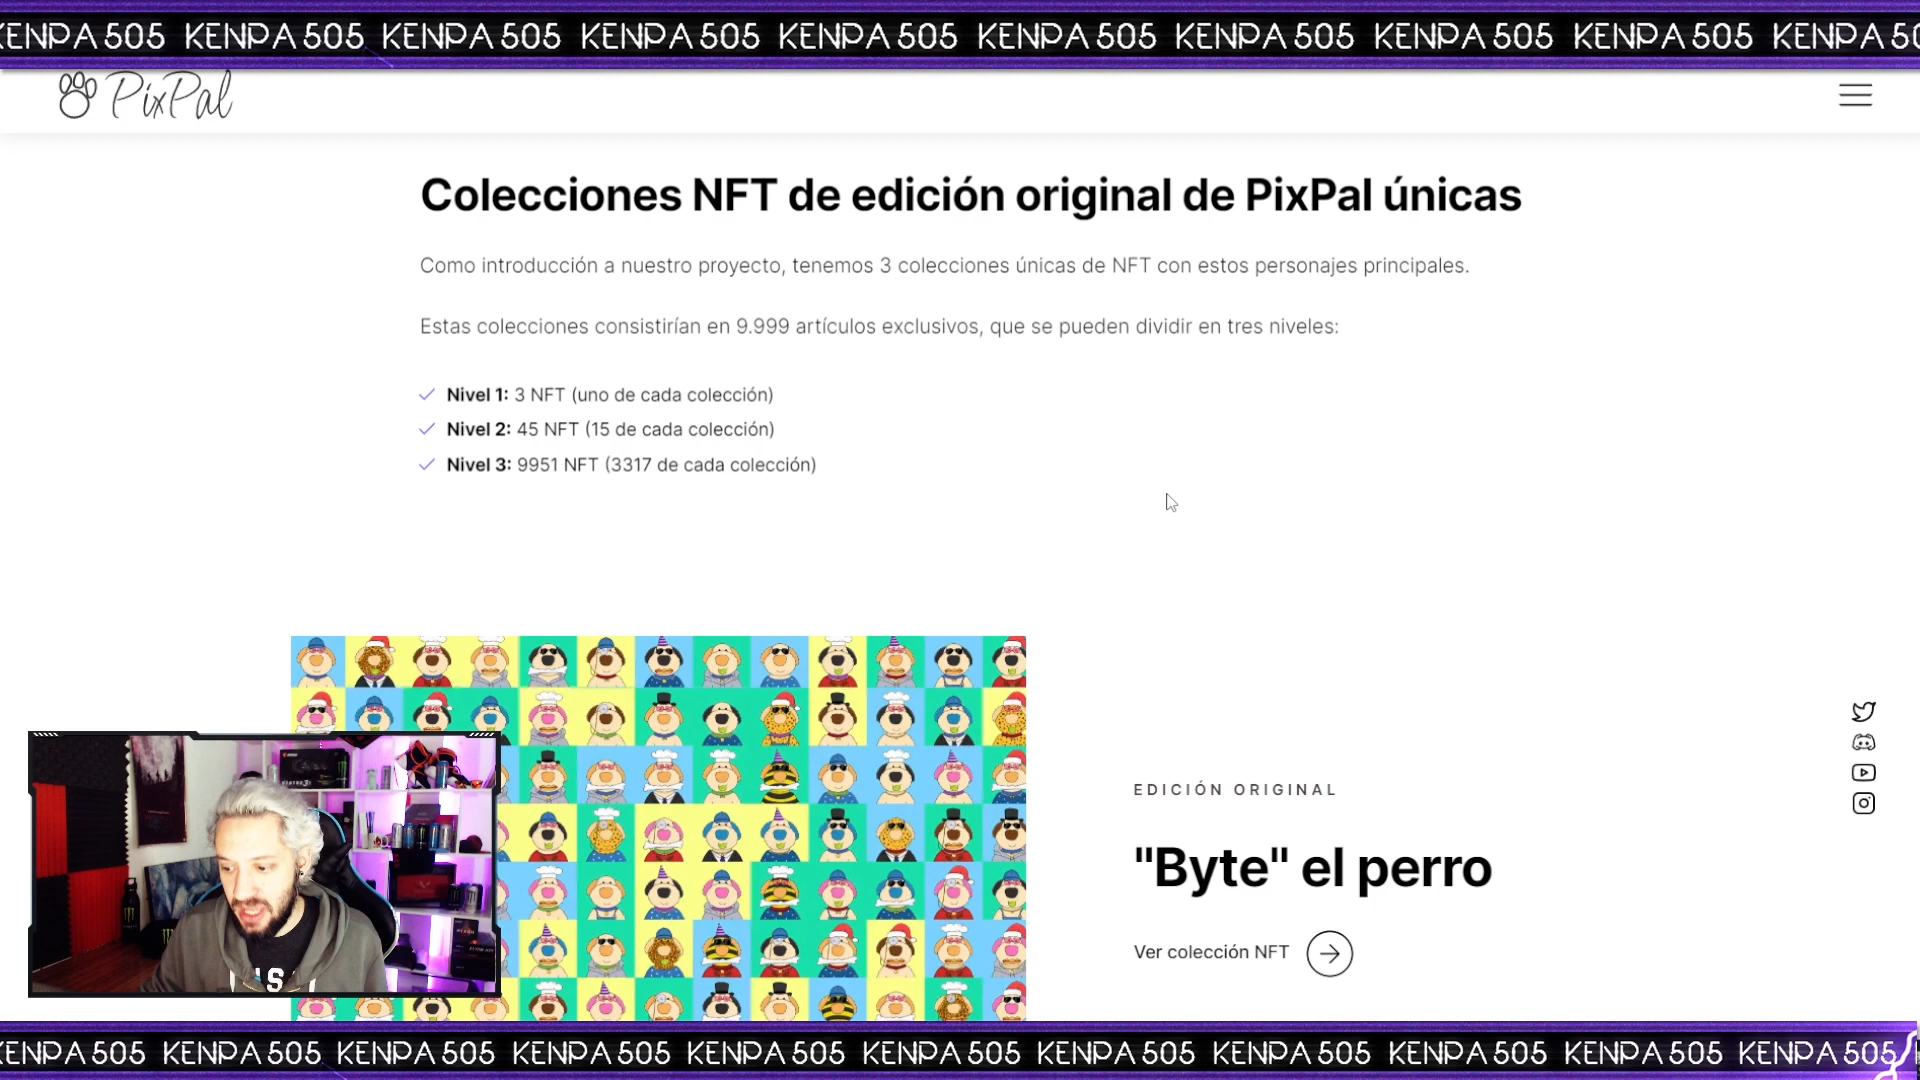 KENPA 505 KENPA 505 KENPA 505 KENPA 505 KENPA 505 KENPA 505 KENPA 505 KENPA 505 KENPA 505
PixPal
Colecciones NFT de edición original de PixPal únicas
Como introducción a nuestro proyecto, tenemos 3 colecciones únicas de NFT con estos personajes principales.
Estas colecciones consistirían en 9.999 artículos exclusivos, que se pueden dividir en tres niveles:
Nivel 1: 3 NFT (uno de cada colección)
Nivel 2: 45 NFT (15 de cada colección)
Nivel 3: 9951 NFT (3317 de cada colección)
EDICIÓN ORIGINAL
"Byte" el perro
Ver colección NFT
KENPA 505 KENPA 505 KENPA 505 KENPA 505 KENPA 505 KENPA 505 KENPA 505 KENPA 505 KENPA 505 KENPA 505 KENPA 505